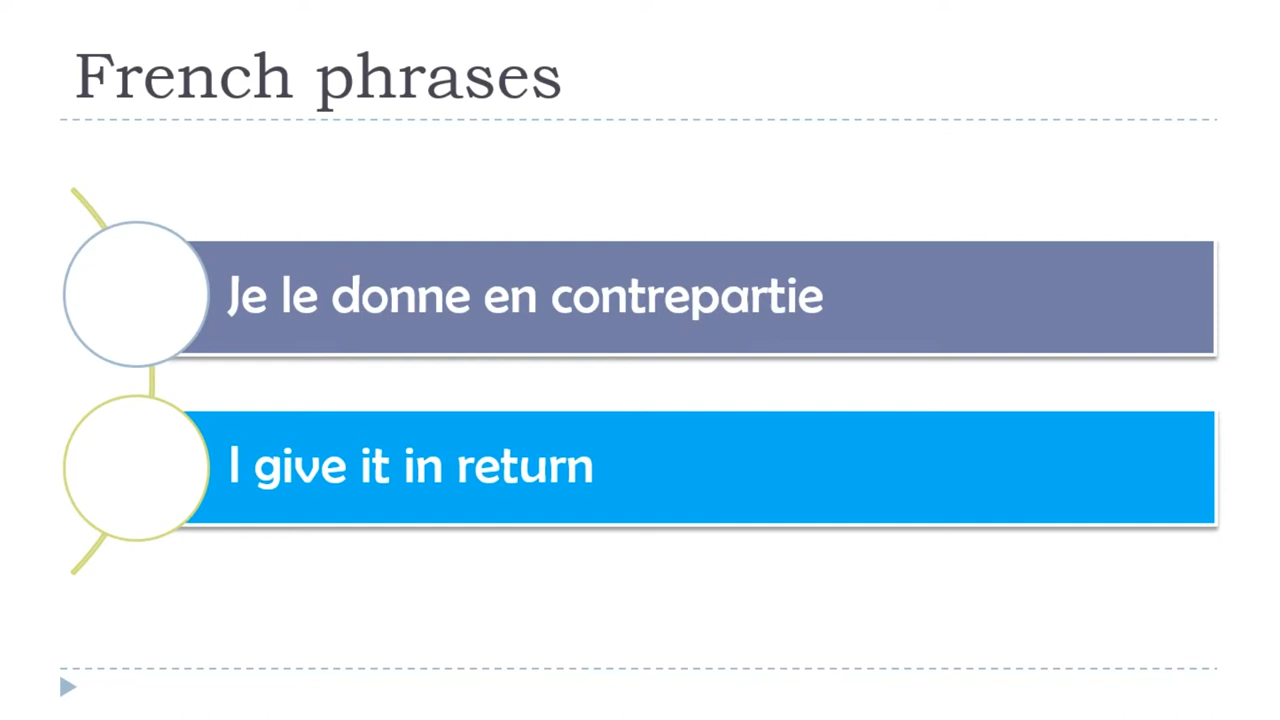 French phrases
Je le donne en contrepartie
I give it in return